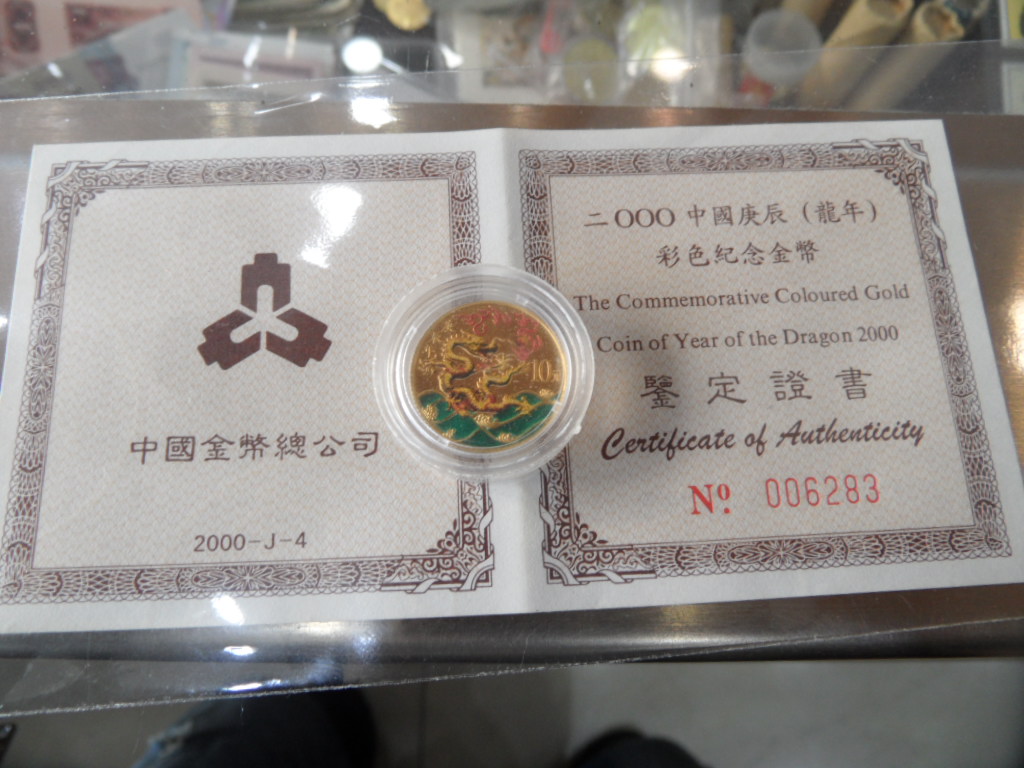 中國金幣總公司
2000-J-4
二OOO 中國庚辰（龍年）
彩色紀念金幣
The Commemorative Coloured Gold
Coin of Year of the Dragon 2000
鑒定證書
Certificate of Authenticity
Nº 006283
10